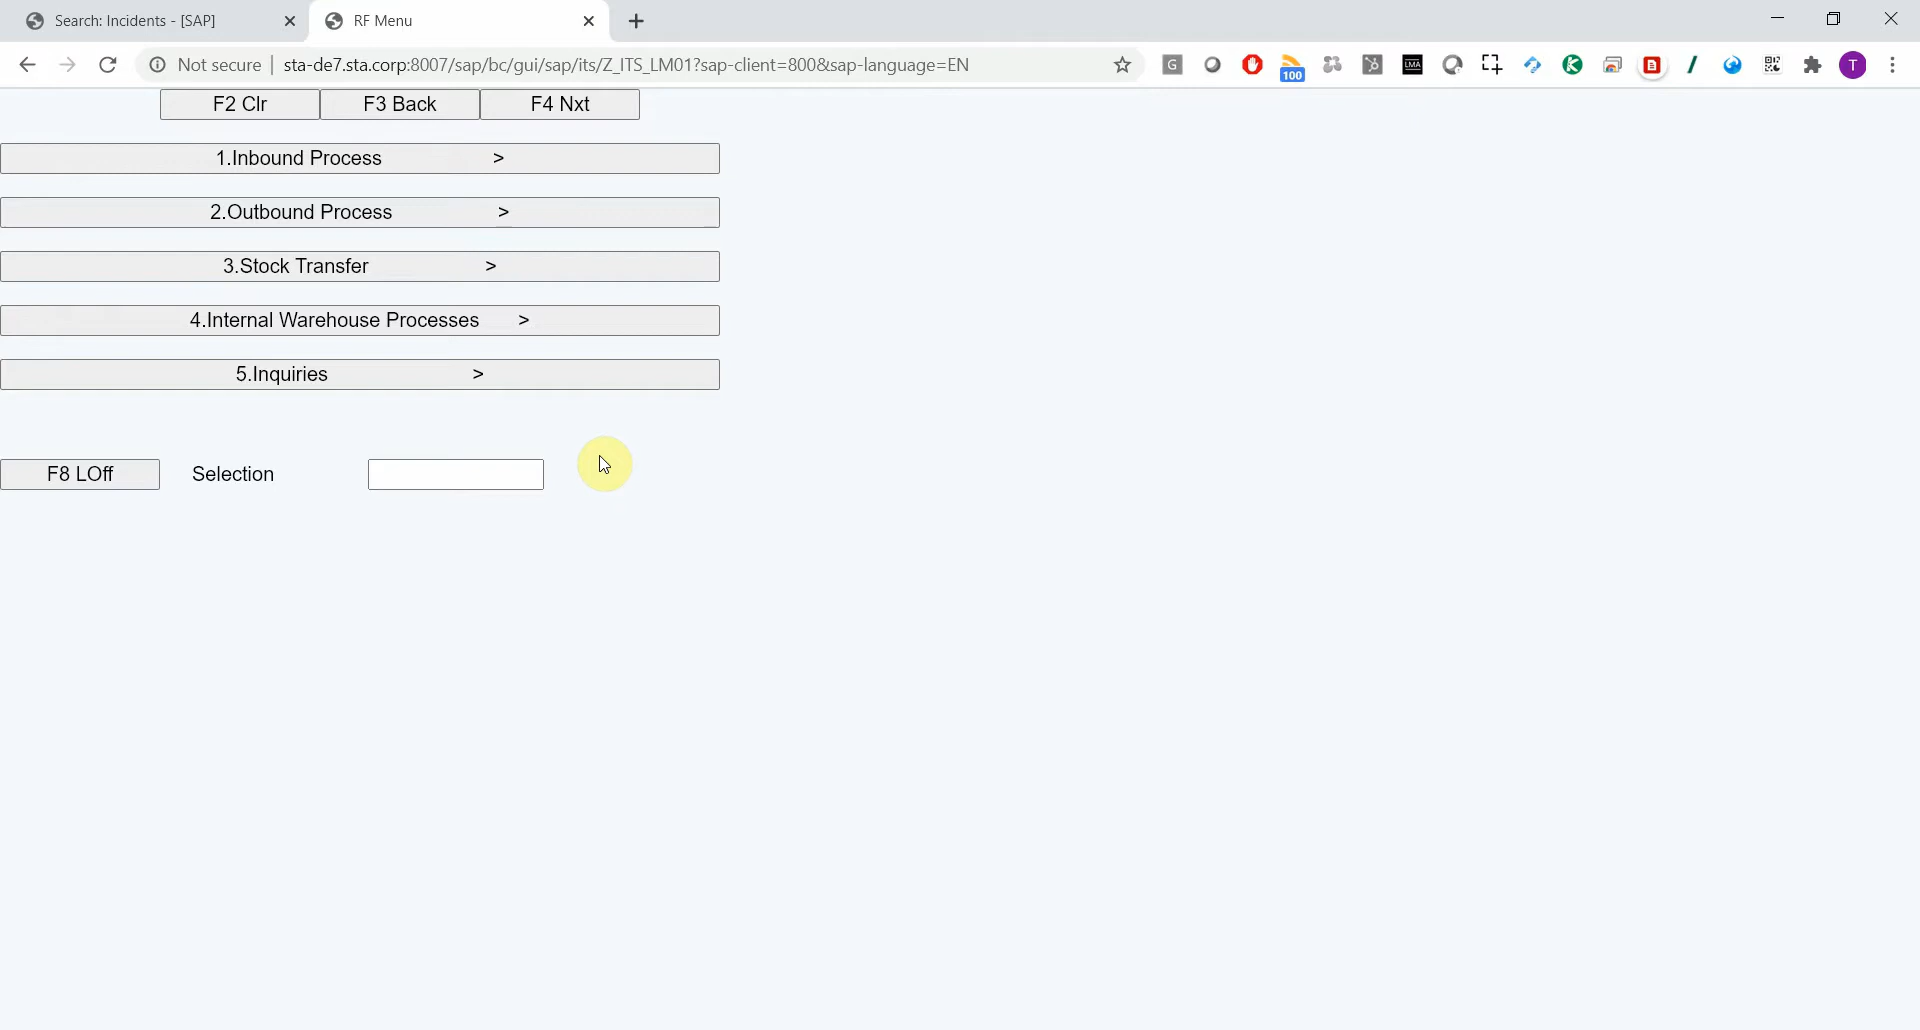 Search: Incidents - [SAP]
RF Menu
Not secure | sta-de7.sta.corp:8007/sap/bc/gui/sap/its/Z_ITS_LM01?sap-client=800&sap-language=EN
G
100
LMA
T
F2 Clr F3 Back F4 Nxt
1.Inbound Process >
2.Outbound Process >
3.Stock Transfer >
4.Internal Warehouse Processes >
5.Inquiries >
F8 LOff Selection